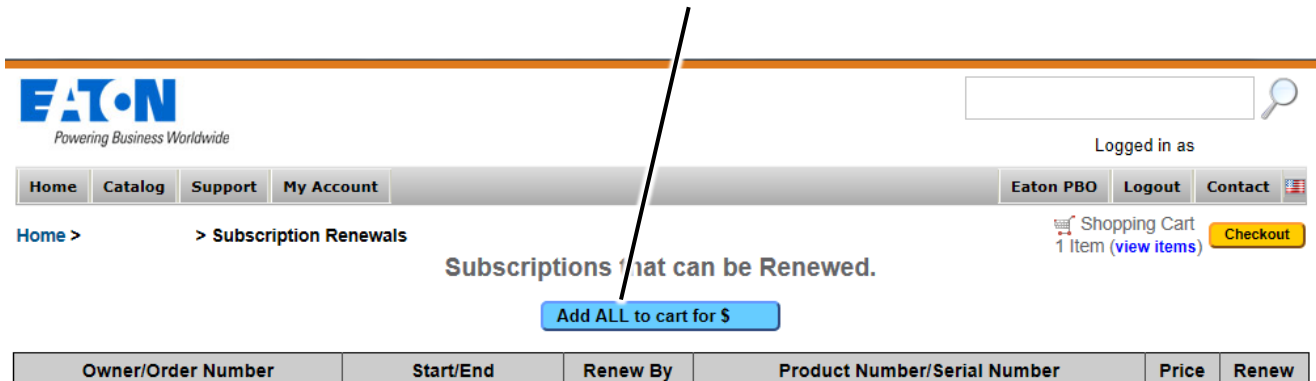 EATON
Powering Business Worldwide
Logged in as
Home Catalog Support My Account Eaton PBO Logout Contact
Home > > Subscription Renewals
Shopping Cart
1 Item (view items) Checkout
Subscriptions that can be Renewed.
Add ALL to cart for $
Owner/Order Number Start/End Renew By Product Number/Serial Number Price Renew